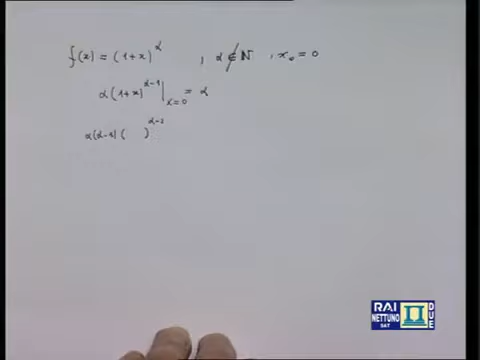 f(x) = (1+x)^α ; α ∉ ℕ , x₀ = 0
α(1+x)^{α-1}|_{x=0} = α
α(α-1)( )^{α-2}
RAI
NETTUNO
SAT
DUE